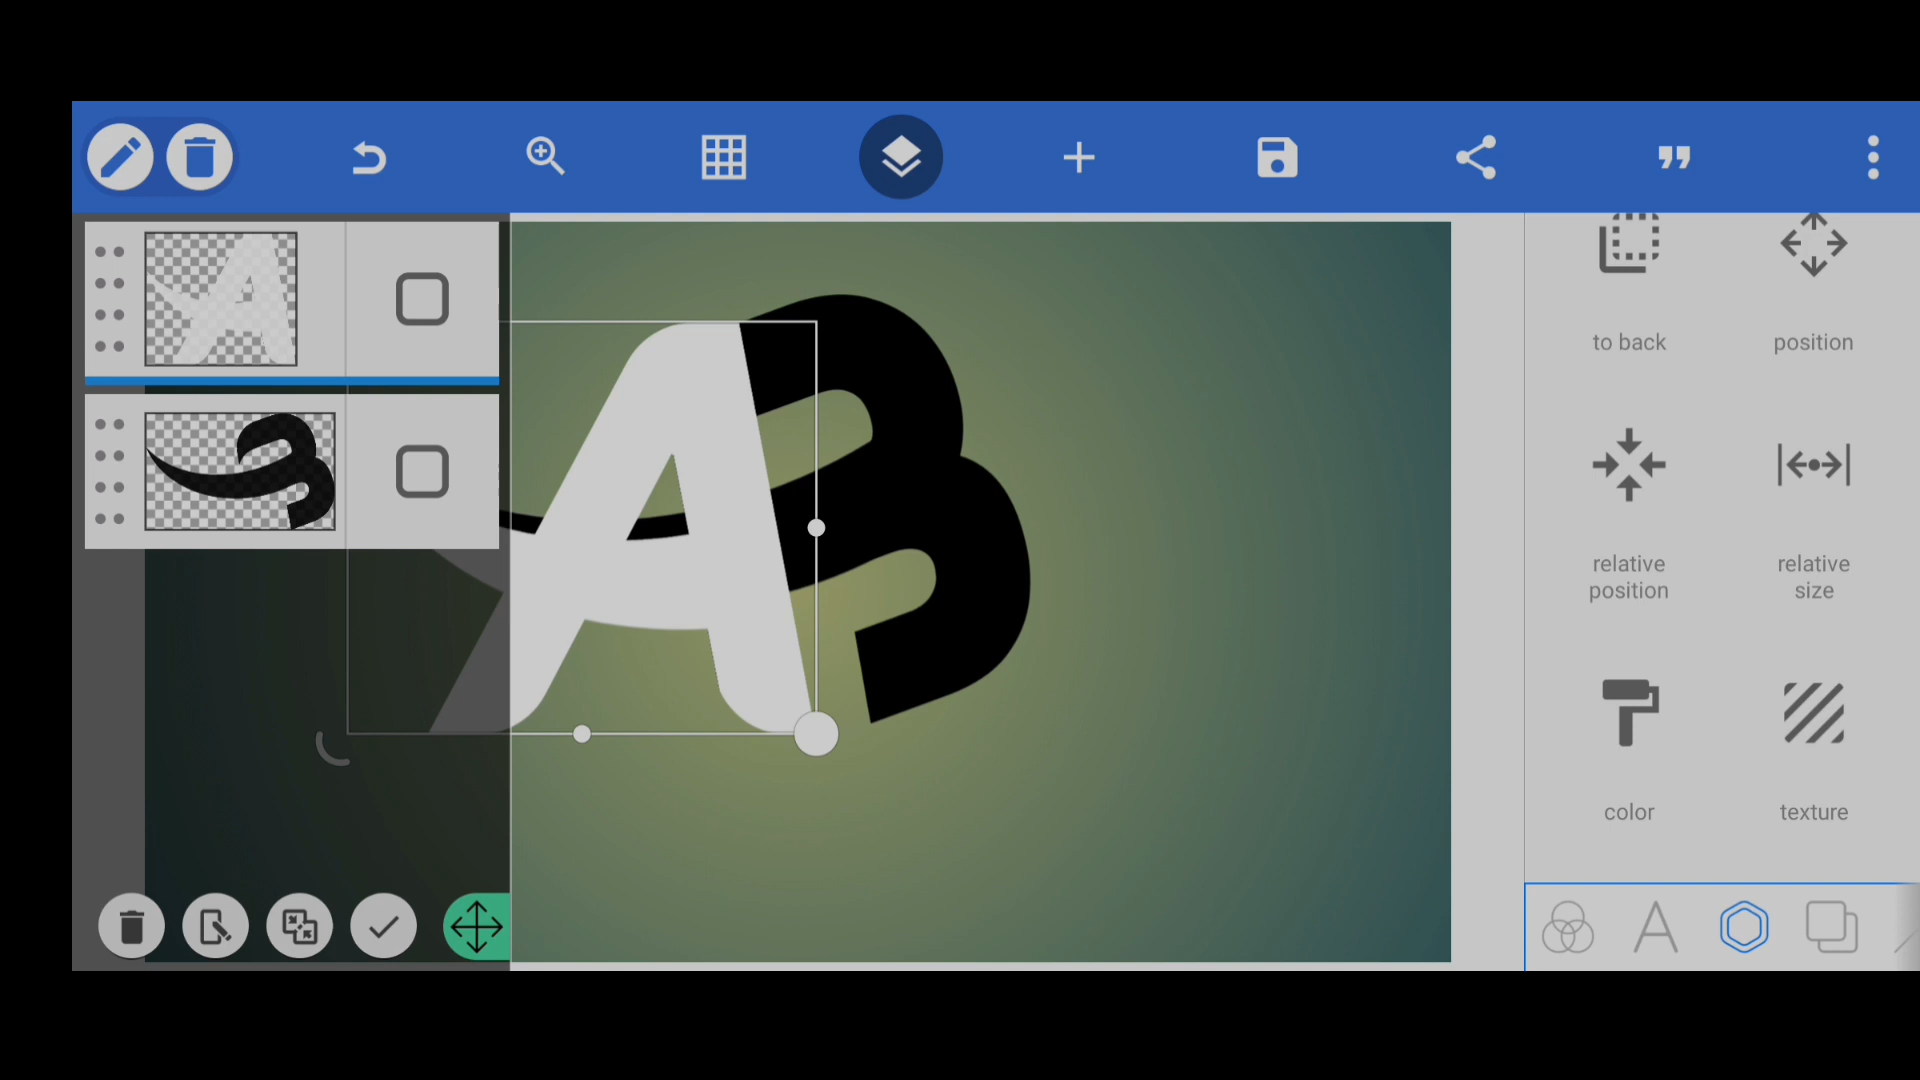 A
A
B
to back
position
relative
position
relative
size
color
texture
A